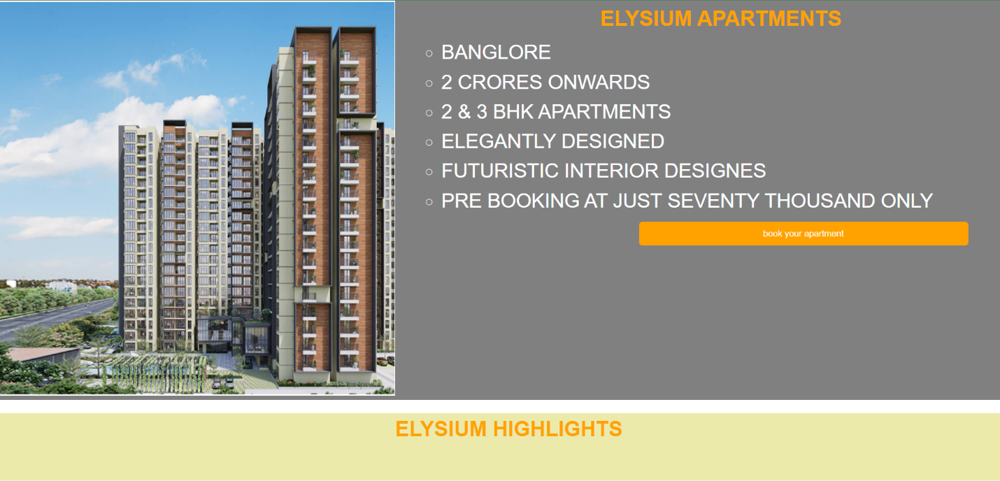 ELYSIUM APARTMENTS
BANGLORE
2 CRORES ONWARDS
2 & 3 BHK APARTMENTS
ELEGANTLY DESIGNED
FUTURISTIC INTERIOR DESIGNES
PRE BOOKING AT JUST SEVENTY THOUSAND ONLY
book your apartment
ELYSIUM HIGHLIGHTS